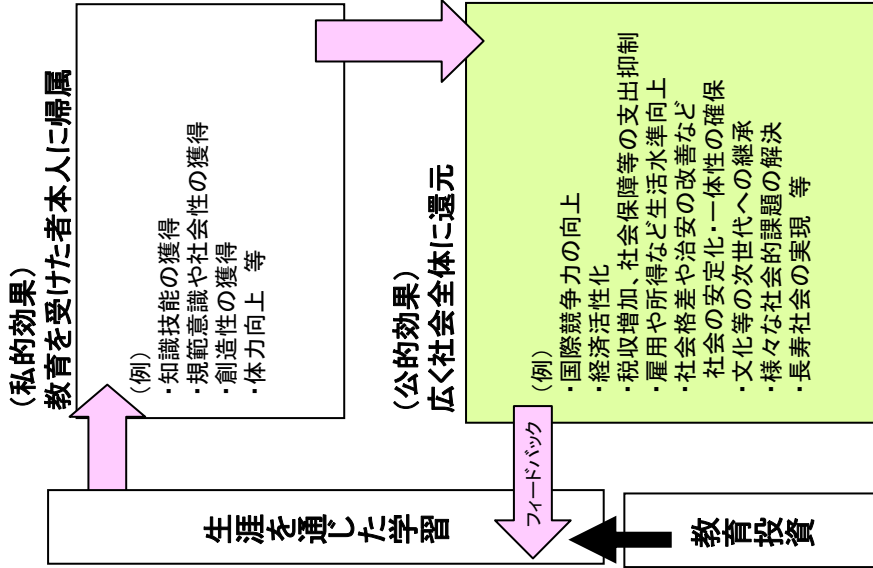 (私的効果)
教育を受けた者本人に帰属
(例)
・知識技能の獲得
・規範意識や社会性の獲得
・創造性の獲得
・体力向上 等
(公的効果)
広く社会全体に還元
(例)
・国際競争力の向上
・経済活性化
・税収増加、社会保障等の支出抑制
・雇用や所得など生活水準向上
・社会格差や治安の改善など
社会の安定化・一体性の確保
・文化等の次世代への継承
・様々な社会的課題の解決
・長寿社会の実現 等
生涯を通じた学習
フィードバック
教育投資